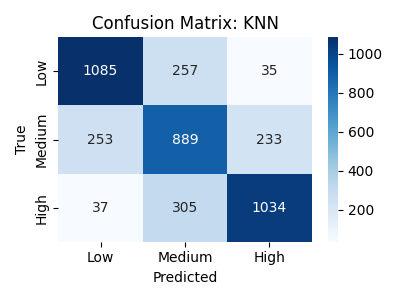 Confusion Matrix: KNN
True
Low 1085 257 35
Medium 253 889 233
High 37 305 1034
Low Medium High
Predicted
1000
800
600
400
200